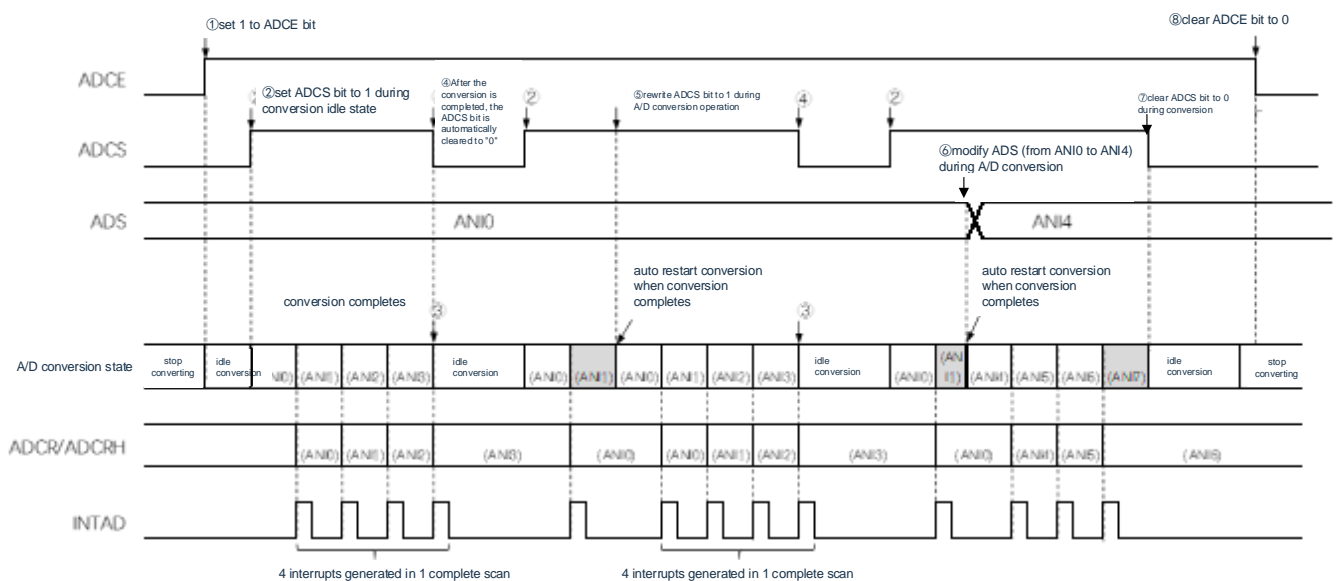 ①set 1 to ADCE bit
⑧clear ADCE bit to 0
ADCE
②set ADCS bit to 1 during
conversion idle state
④After the
conversion is
completed, the
ADCS bit is
automatically
cleared to "0"
②
⑤rewrite ADCS bit to 1 during
A/D conversion operation
④
②
⑦clear ADCS bit to 0
during conversion
ADCS
⑥modify ADS (from ANI0 to ANI4)
during A/D conversion
ADS
ANI0
ANI4
auto restart conversion
when conversion
completes
auto restart conversion
when conversion
completes
conversion completes
③
③
A/D conversion state
stop
converting
idle
conversion
(ANI1)
(ANI2)
(ANI3)
idle
conversion
(ANI0)
(ANI1)
(ANI0)
(ANI1)
(ANI2)
(ANI3)
idle
conversion
(ANI0)
(AN
I1)
(ANI4)
(ANI5)
(ANI6)
(ANI7)
idle
conversion
stop
converting
ADCR/ADCRH
(ANI0)
(ANI1)
(ANI2)
(ANI3)
(ANI0)
(ANI0)
(ANI1)
(ANI2)
(ANI3)
(ANI0)
(ANI4)
(ANI5)
(ANI6)
INTAD
4 interrupts generated in 1 complete scan
4 interrupts generated in 1 complete scan